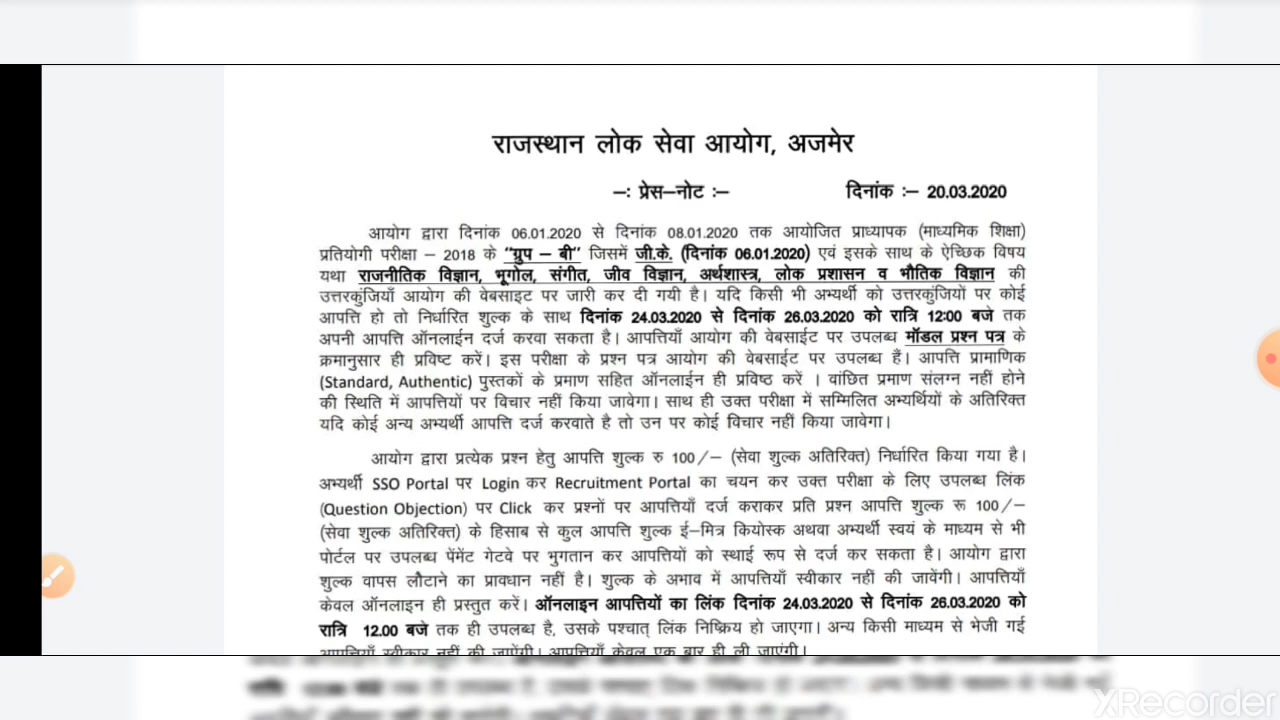 राजस्थान लोक सेवा आयोग, अजमेर
–: प्रेस–नोट :– दिनांक :– 20.03.2020
आयोग द्वारा दिनांक 06.01.2020 से दिनांक 08.01.2020 तक आयोजित प्राध्यापक (माध्यमिक शिक्षा)
प्रतियोगी परीक्षा – 2018 के "ग्रुप – बी" जिसमें जी.के. (दिनांक 06.01.2020) एवं इसके साथ के ऐच्छिक विषय
यथा राजनीतिक विज्ञान, भूगोल, संगीत, जीव विज्ञान, अर्थशास्त्र, लोक प्रशासन व भौतिक विज्ञान की
उत्तरकुंजियाँ आयोग की वेबसाइट पर जारी कर दी गयी है। यदि किसी भी अभ्यर्थी को उत्तरकुंजियों पर कोई
आपत्ति हो तो निर्धारित शुल्क के साथ दिनांक 24.03.2020 से दिनांक 26.03.2020 को रात्रि 12:00 बजे तक
अपनी आपत्ति ऑनलाईन दर्ज करवा सकता है। आपत्तियाँ आयोग की वेबसाईट पर उपलब्ध मॉडल प्रश्न पत्र के
क्रमानुसार ही प्रविष्ट करें। इस परीक्षा के प्रश्न पत्र आयोग की वेबसाईट पर उपलब्ध हैं। आपत्ति प्रामाणिक
(Standard, Authentic) पुस्तकों के प्रमाण सहित ऑनलाईन ही प्रविष्ठ करें । वांछित प्रमाण संलग्न नहीं होने
की स्थिति में आपत्तियों पर विचार नहीं किया जावेगा। साथ ही उक्त परीक्षा में सम्मिलित अभ्यर्थियों के अतिरिक्त
यदि कोई अन्य अभ्यर्थी आपत्ति दर्ज करवाते है तो उन पर कोई विचार नहीं किया जावेगा।
आयोग द्वारा प्रत्येक प्रश्न हेतु आपत्ति शुल्क रु 100/– (सेवा शुल्क अतिरिक्त) निर्धारित किया गया है।
अभ्यर्थी SSO Portal पर Login कर Recruitment Portal का चयन कर उक्त परीक्षा के लिए उपलब्ध लिंक
(Question Objection) पर Click कर प्रश्नों पर आपत्तियाँ दर्ज कराकर प्रति प्रश्न आपत्ति शुल्क रू 100/–
(सेवा शुल्क अतिरिक्त) के हिसाब से कुल आपत्ति शुल्क ई–मित्र कियोस्क अथवा अभ्यर्थी स्वयं के माध्यम से भी
पोर्टल पर उपलब्ध पेंमेंट गेटवे पर भुगतान कर आपत्तियों को स्थाई रूप से दर्ज कर सकता है। आयोग द्वारा
शुल्क वापस लौटाने का प्रावधान नहीं है। शुल्क के अभाव में आपत्तियाँ स्वीकार नहीं की जावेंगी। आपत्तियाँ
केवल ऑनलाइन ही प्रस्तुत करें। ऑनलाइन आपत्तियों का लिंक दिनांक 24.03.2020 से दिनांक 26.03.2020 को
रात्रि 12.00 बजे तक ही उपलब्ध है, उसके पश्चात् लिंक निष्क्रिय हो जाएगा। अन्य किसी माध्यम से भेजी गई
आपत्तियाँ स्वीकार नहीं की जायेंगी। आपत्तियाँ केवल एक बार ही ली जाएंगी।
XRecorder